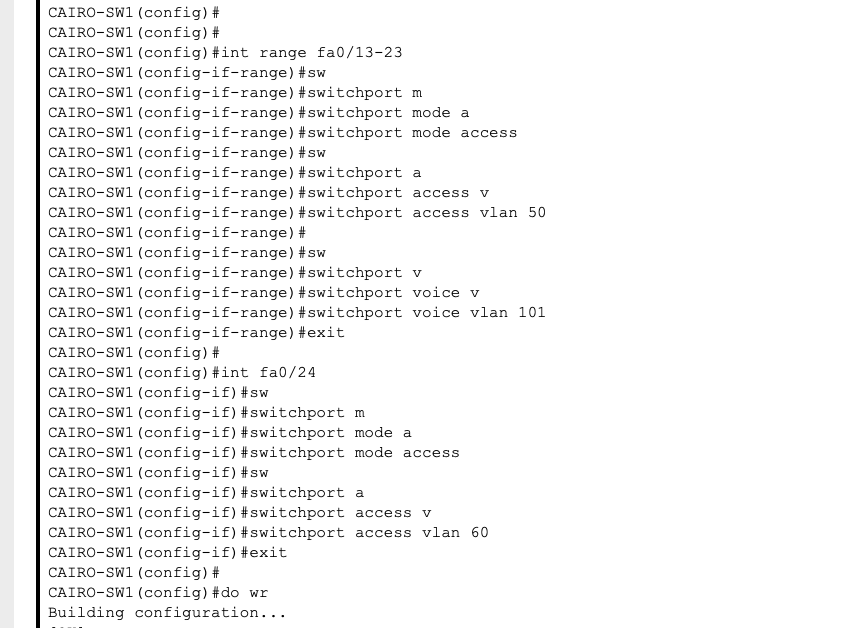 CAIRO-SW1(config)#
CAIRO-SW1(config)#
CAIRO-SW1(config)#int range fa0/13-23
CAIRO-SW1(config-if-range)#sw
CAIRO-SW1(config-if-range)#switchport m
CAIRO-SW1(config-if-range)#switchport mode a
CAIRO-SW1(config-if-range)#switchport mode access
CAIRO-SW1(config-if-range)#sw
CAIRO-SW1(config-if-range)#switchport a
CAIRO-SW1(config-if-range)#switchport access v
CAIRO-SW1(config-if-range)#switchport access vlan 50
CAIRO-SW1(config-if-range)#
CAIRO-SW1(config-if-range)#sw
CAIRO-SW1(config-if-range)#switchport v
CAIRO-SW1(config-if-range)#switchport voice v
CAIRO-SW1(config-if-range)#switchport voice vlan 101
CAIRO-SW1(config-if-range)#exit
CAIRO-SW1(config)#
CAIRO-SW1(config)#int fa0/24
CAIRO-SW1(config-if)#sw
CAIRO-SW1(config-if)#switchport m
CAIRO-SW1(config-if)#switchport mode a
CAIRO-SW1(config-if)#switchport mode access
CAIRO-SW1(config-if)#sw
CAIRO-SW1(config-if)#switchport a
CAIRO-SW1(config-if)#switchport access v
CAIRO-SW1(config-if)#switchport access vlan 60
CAIRO-SW1(config-if)#exit
CAIRO-SW1(config)#
CAIRO-SW1(config)#do wr
Building configuration...